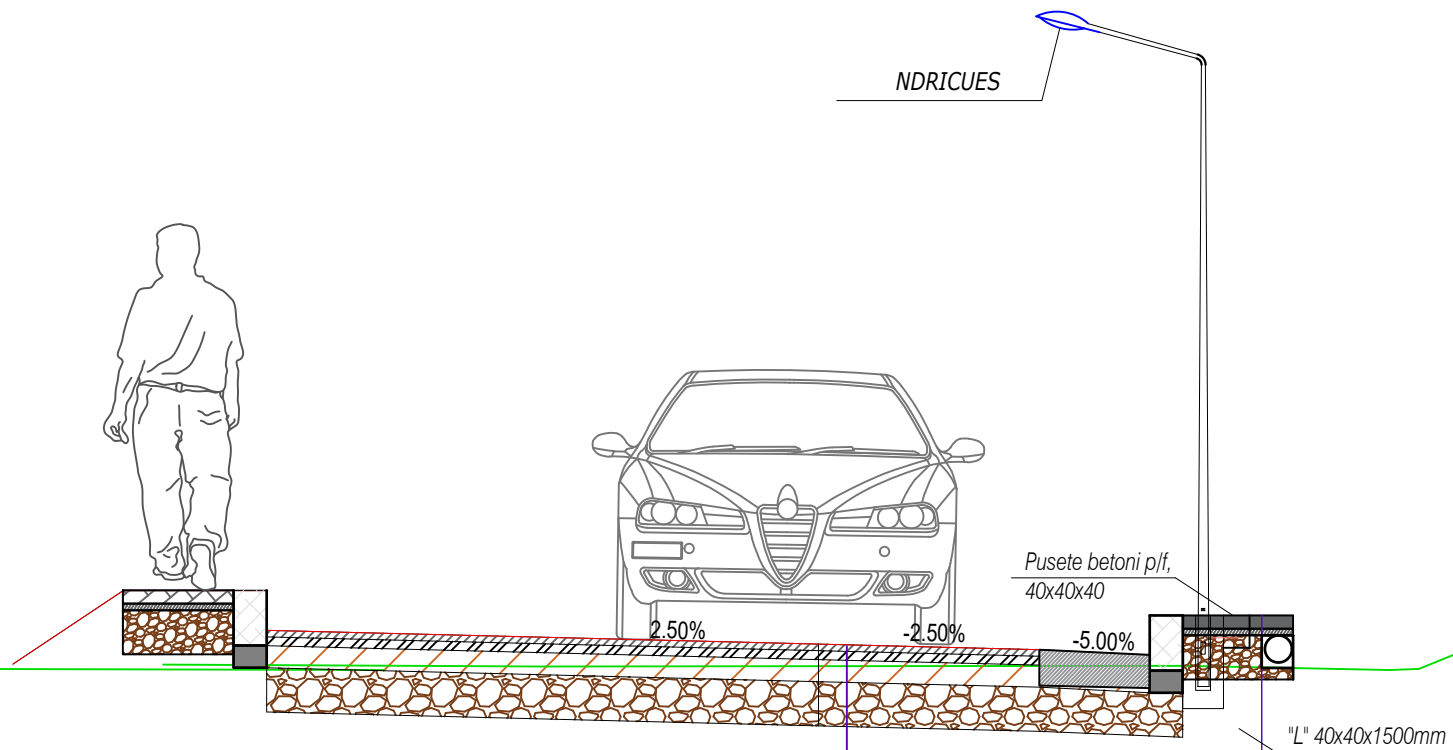 NDRICUES
Pusete betoni p/f,
40x40x40
2.50%
-2.50%
-5.00%
"L" 40x40x1500mm